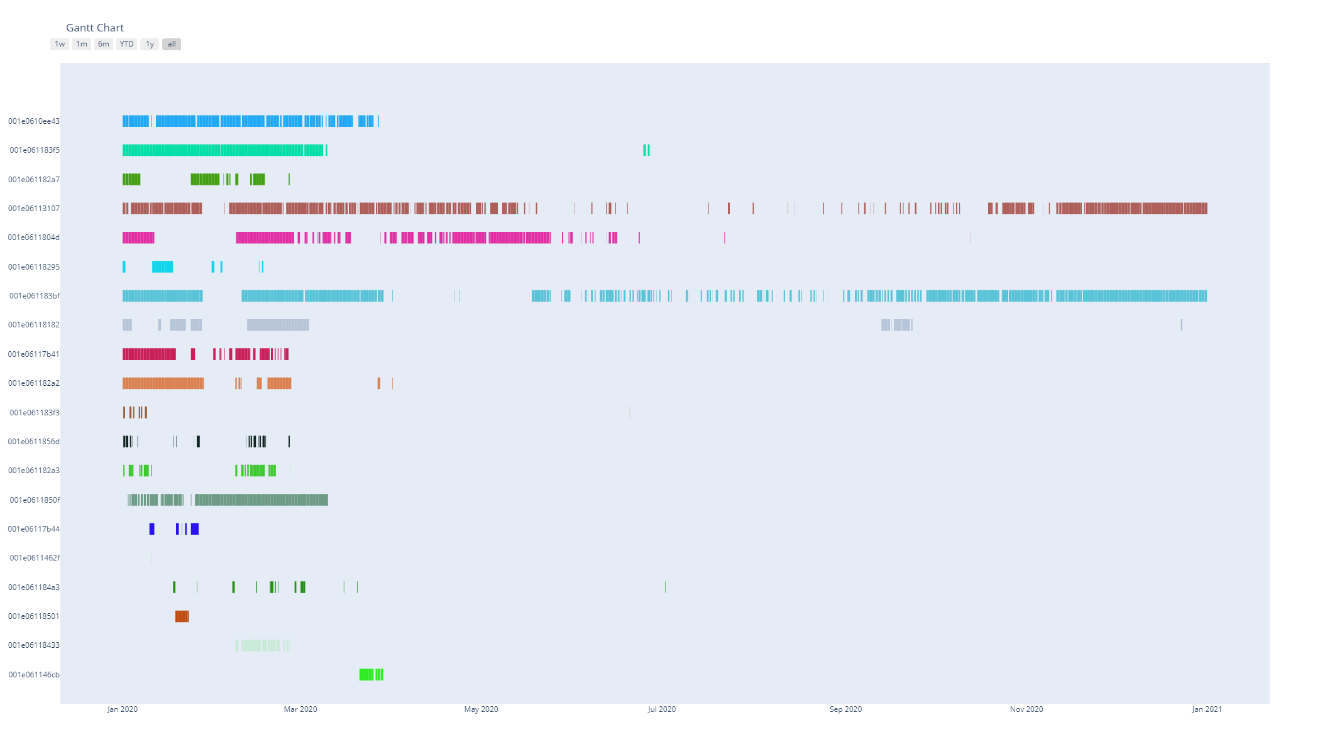 Gantt Chart
1w 1m 6m YTD 1y all
001e0610ee43
001e061183f5
001e061182a7
001e06113107
001e0611804d
001e06118295
001e061183bf
001e06118182
001e06117b41
001e061182a2
001e061183f3
001e0611856d
001e061182a3
001e0611850f
001e06117b44
001e0611462f
001e061184a3
001e06118501
001e06118433
001e061146cb
Jan 2020 Mar 2020 May 2020 Jul 2020 Sep 2020 Nov 2020 Jan 2021